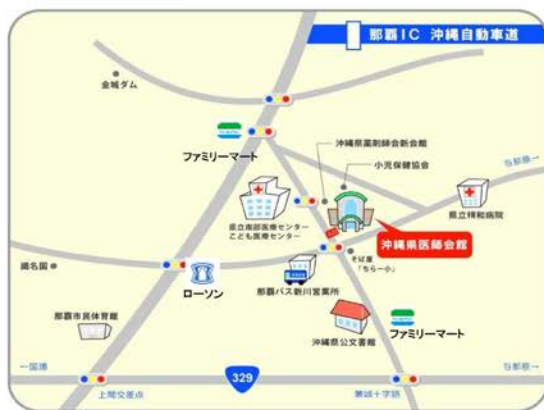 那覇IC 沖縄自動車道
金城ダム
ファミリーマート
沖縄県薬剤師会新会館
小児保健協会
与那原→
県立南部医療センター
こども医療センター
県立精和病院
沖縄県医師会館
そば屋
「ちらー小」
識名園
ローソン
那覇バス新川営業所
那覇市民体育館
沖縄県公文書館
ファミリーマート
←国場
329
与那原→
上間交差点
兼城十字路